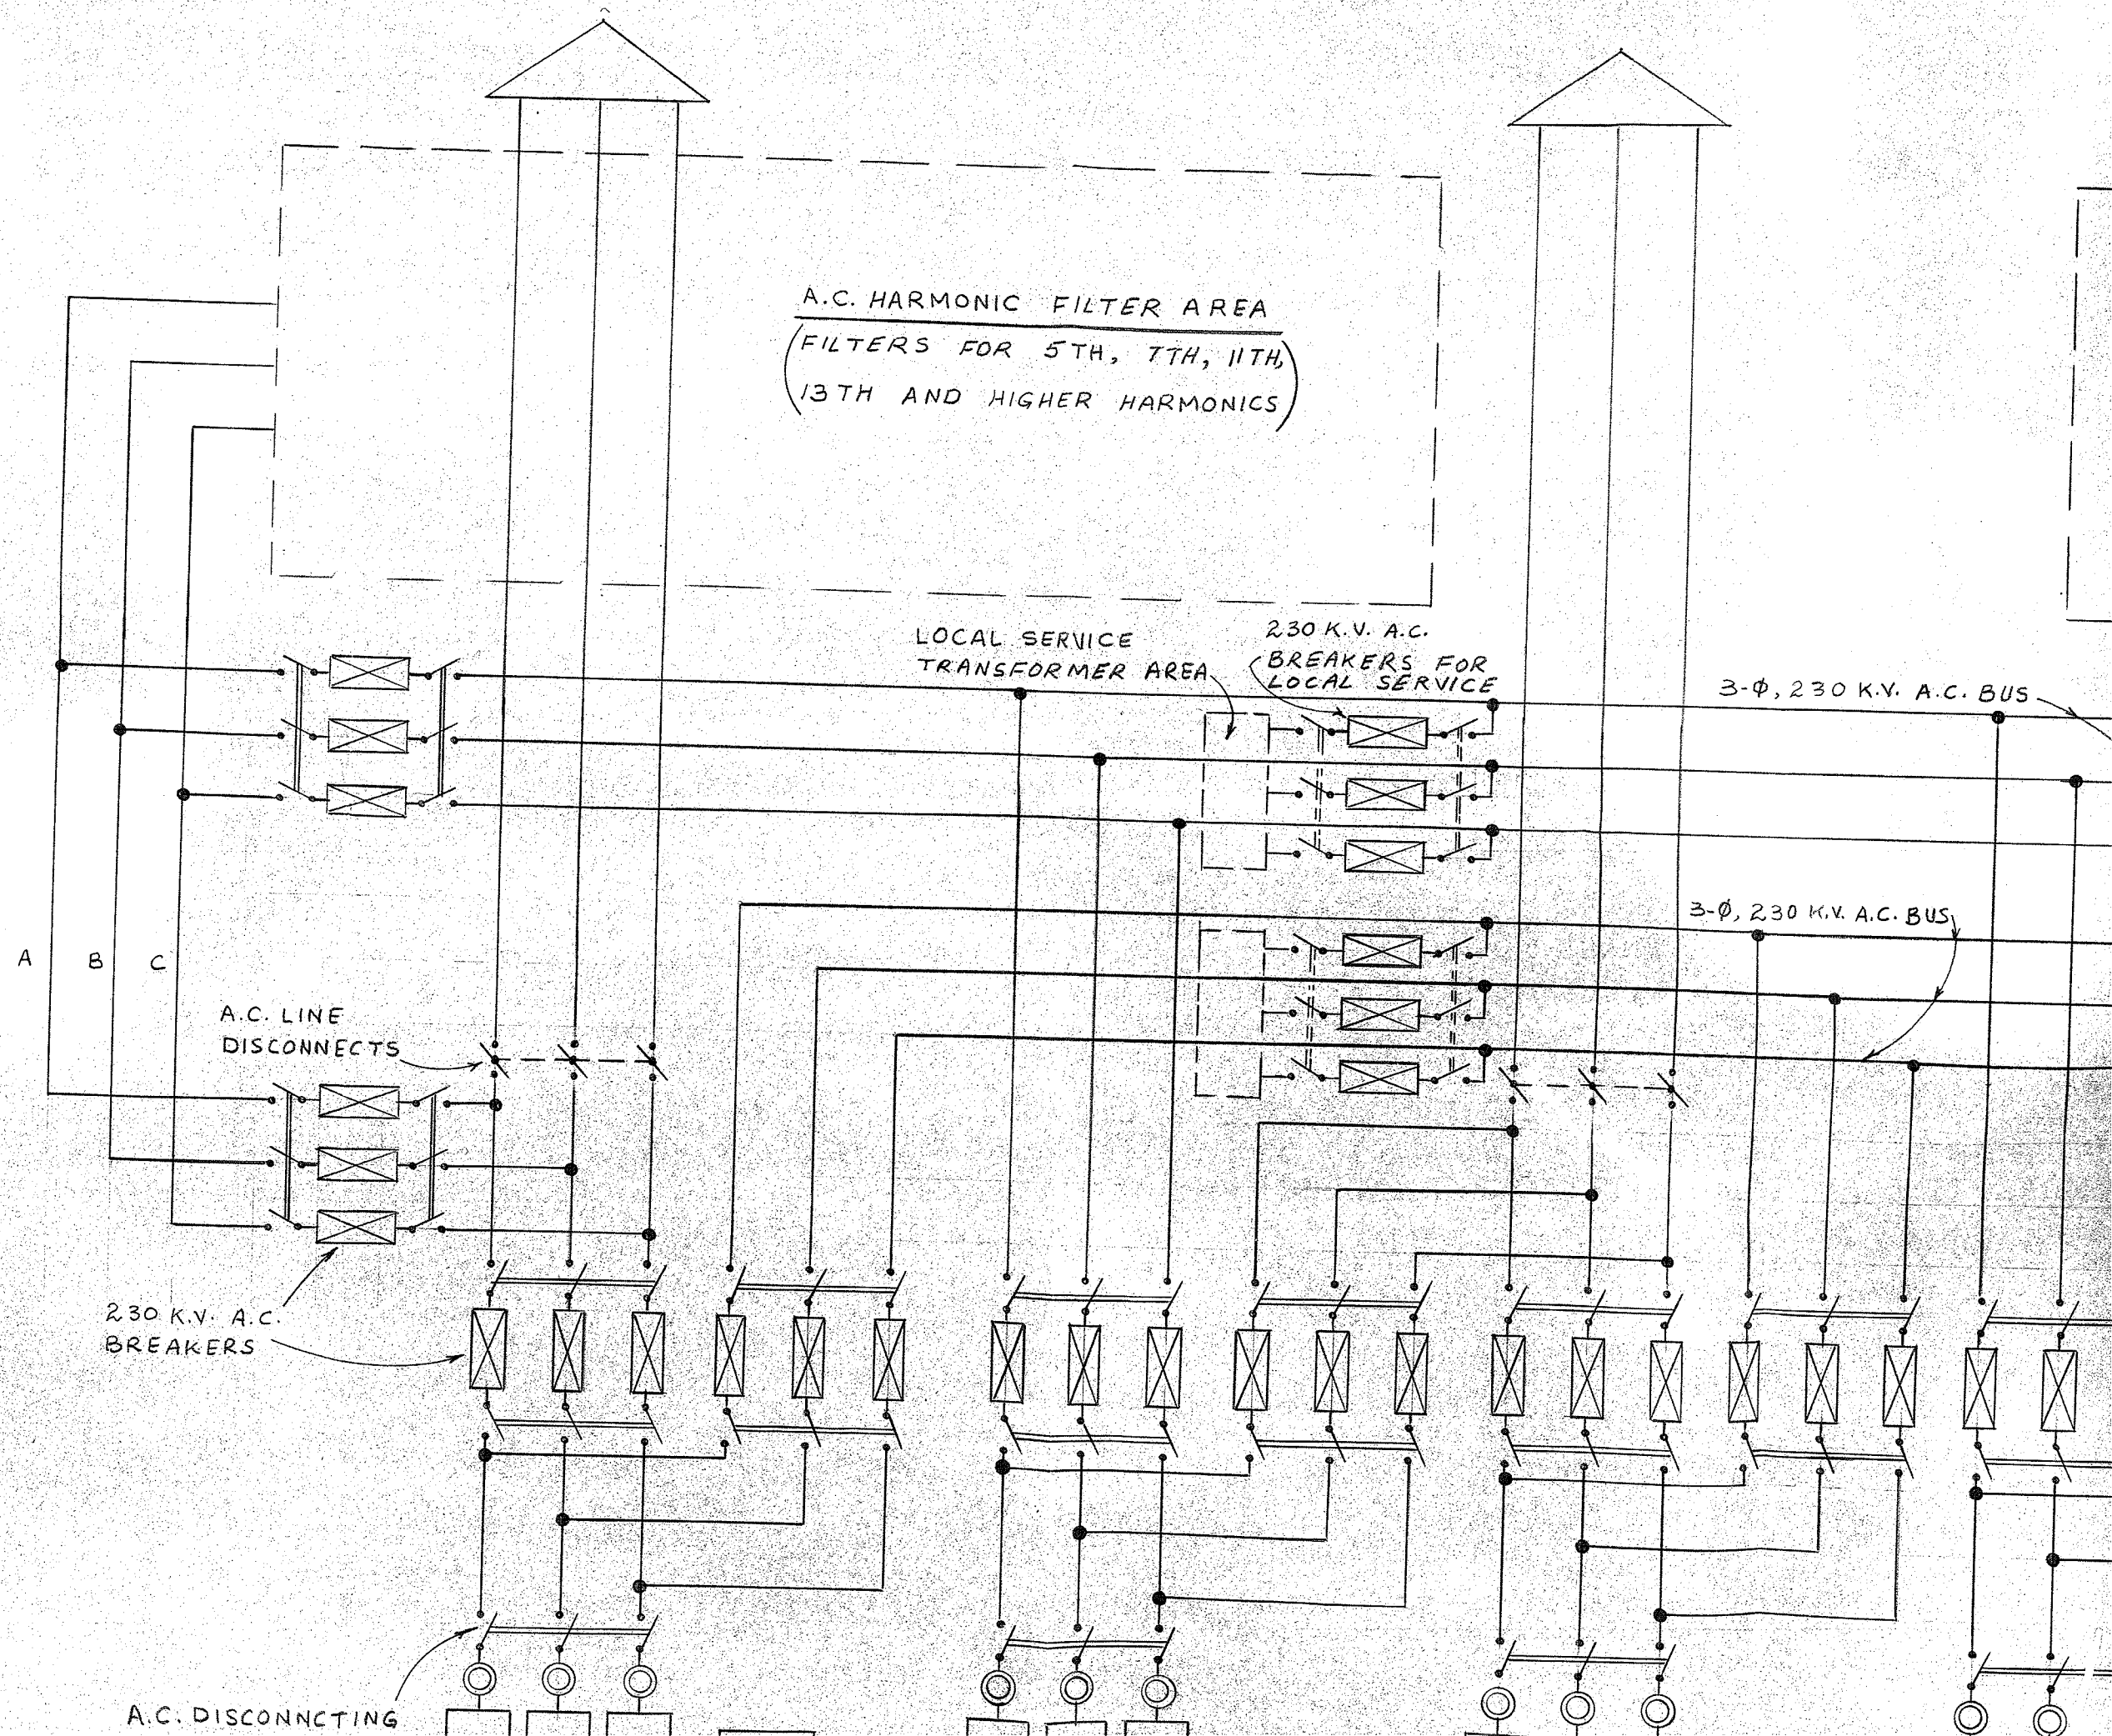 A.C. HARMONIC FILTER AREA
(FILTERS FOR 5TH, 7TH, 11TH,
13TH AND HIGHER HARMONICS)
LOCAL SERVICE
TRANSFORMER AREA
230 K.V. A.C.
BREAKERS FOR
LOCAL SERVICE
3-Ø, 230 K.V. A.C. BUS
3-Ø, 230 K.V. A.C. BUS
A B C
A.C. LINE
DISCONNECTS
230 K.V. A.C.
BREAKERS
A.C. DISCONNCTING